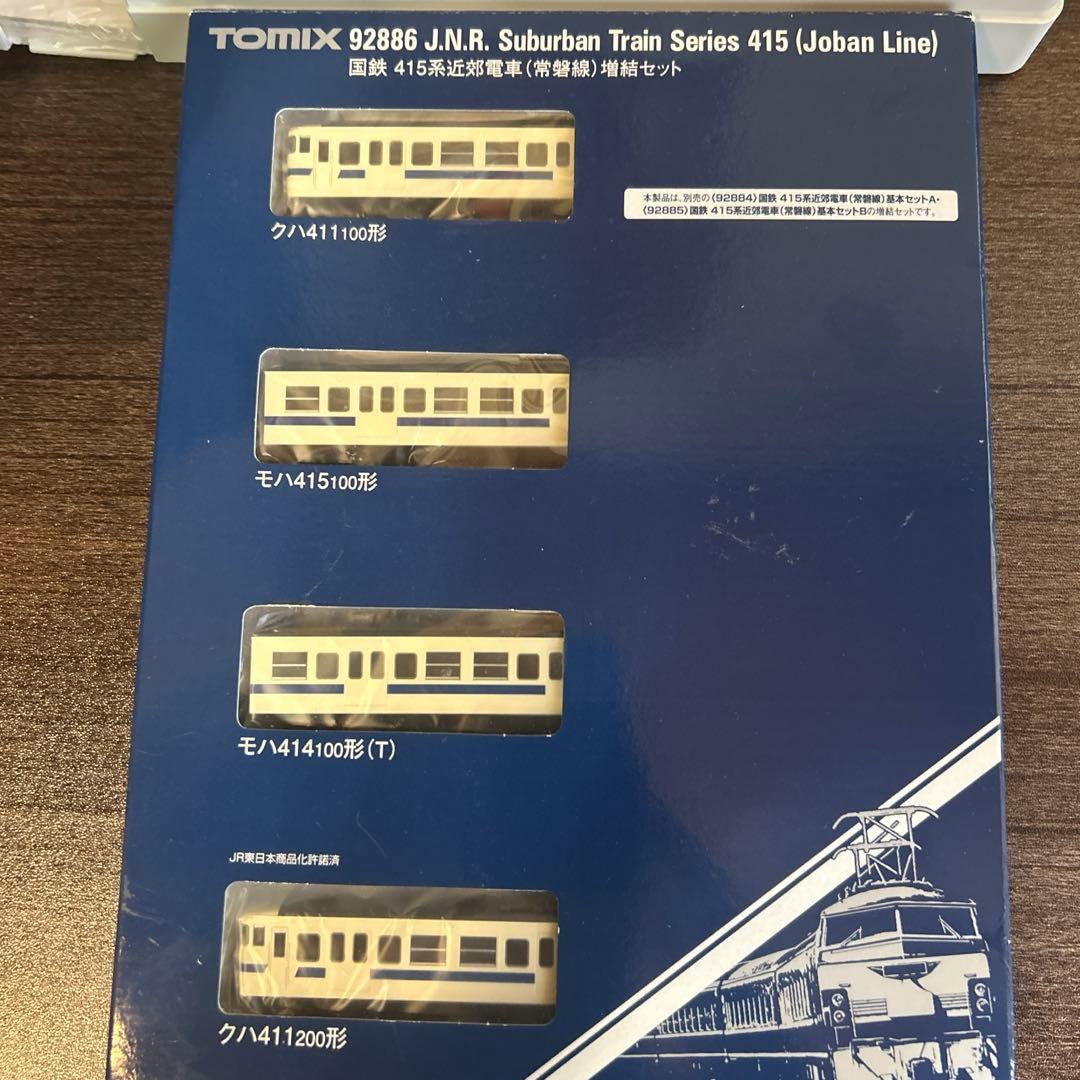 TOMIX 92886 J.N.R. Suburban Train Series 415 (Joban Line)
国鉄 415系近郊電車(常磐線)増結セット
本製品は、別売の〈92884〉国鉄 415系近郊電車(常磐線)基本セットA・
〈92885〉国鉄 415系近郊電車(常磐線)基本セットBの増結セットです。
クハ411100形
モハ415100形
モハ414100形(T)
JR東日本商品化許諾済
クハ411200形